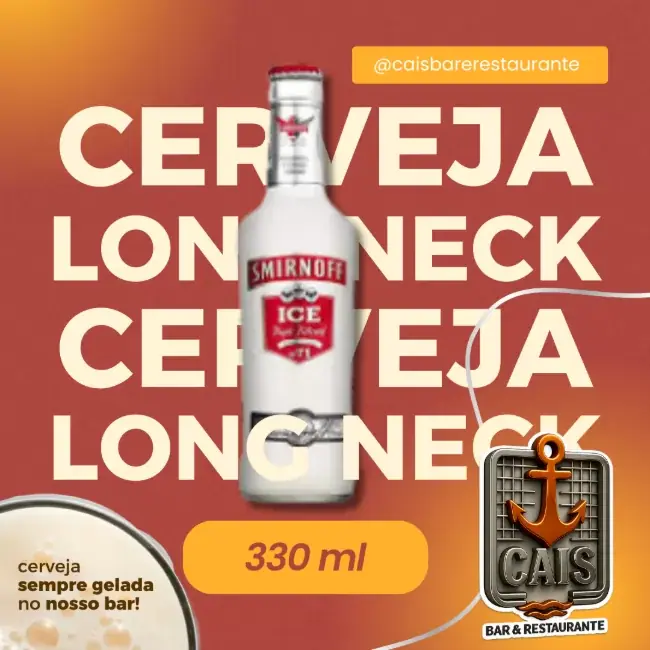 @caisbarerestaurante
CERVEJA
LONG NECK
CERVEJA
LONG NECK
SMIRNOFF
ICE
330 ml
cerveja
sempre gelada
no nosso bar!
CAIS
BAR & RESTAURANTE